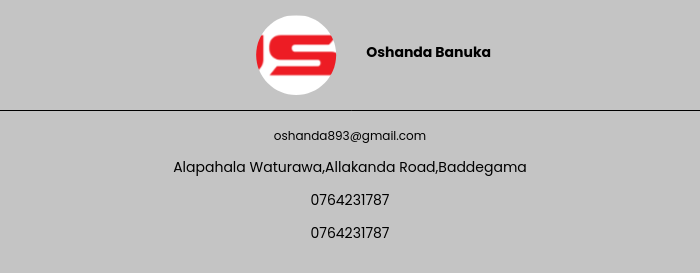 S
Oshanda Banuka
oshanda893@gmail.com
Alapahala Waturawa,Allakanda Road,Baddegama
0764231787
0764231787